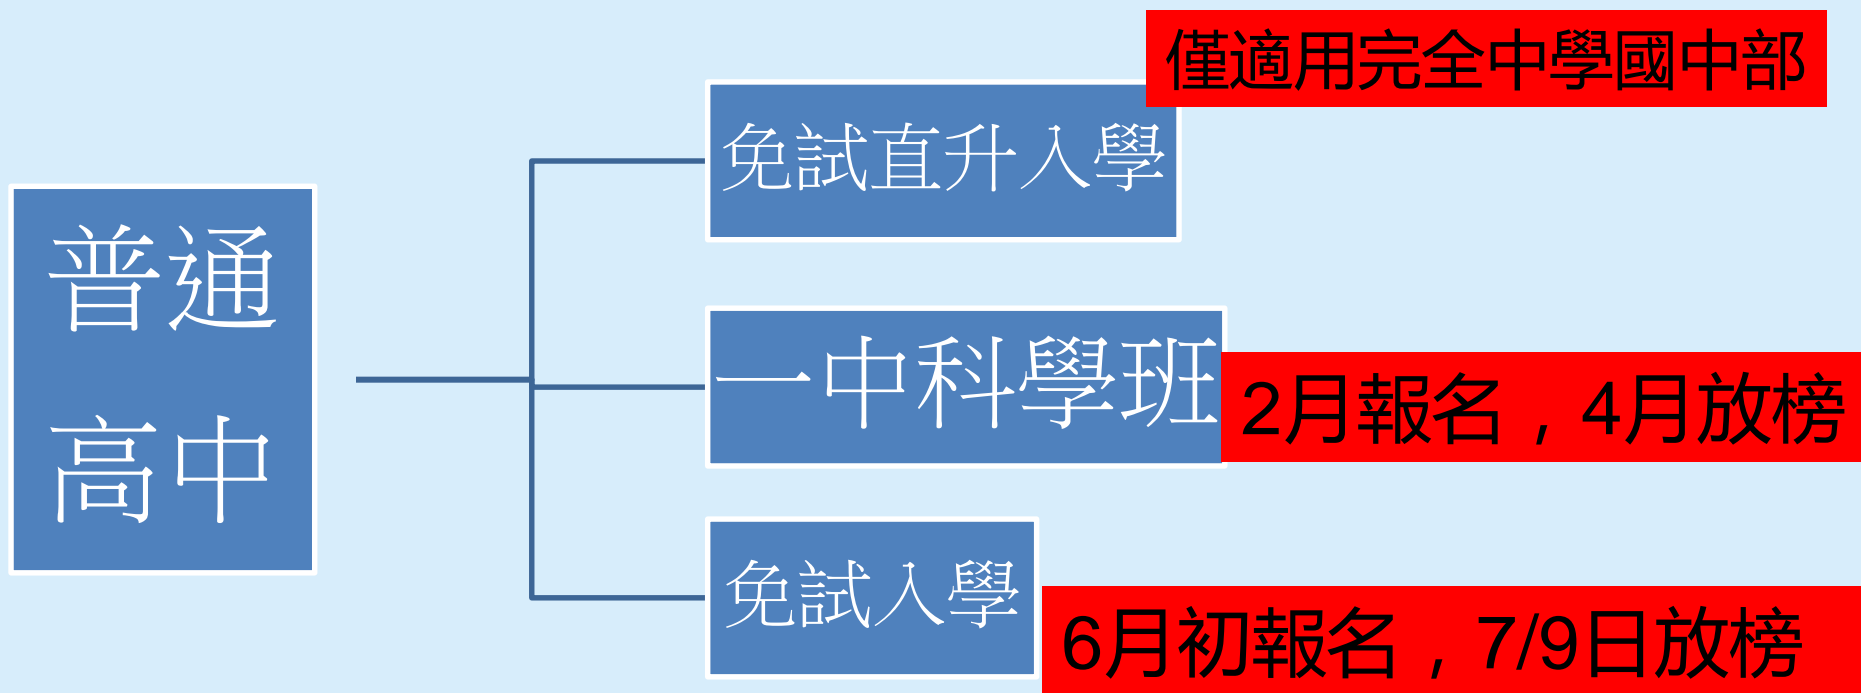 普通
高中
僅適用完全中學國中部
免試直升入學
一中科學班
2月報名，4月放榜
免試入學
6月初報名，7/9日放榜